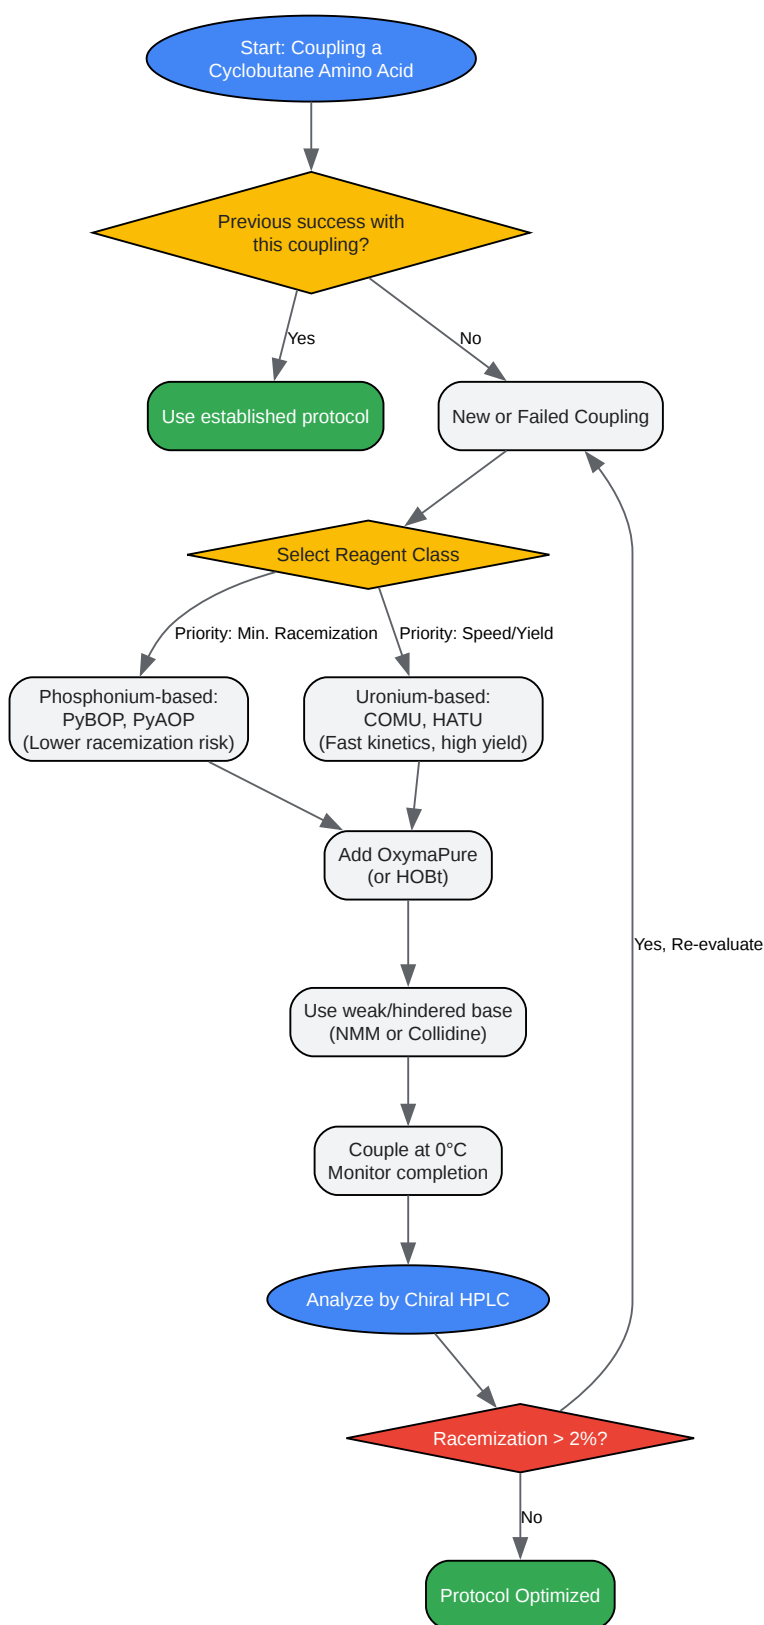 Start: Coupling a
Cyclobutane Amino Acid
Previous success with
this coupling?
Yes
No
Use established protocol
New or Failed Coupling
Select Reagent Class
Priority: Min. Racemization
Priority: Speed/Yield
Phosphonium-based:
PyBOP, PyAOP
(Lower racemization risk)
Uronium-based:
COMU, HATU
(Fast kinetics, high yield)
Add OxymaPure
(or HOBt)
Yes, Re-evaluate
Use weak/hindered base
(NMM or Collidine)
Couple at 0°C
Monitor completion
Analyze by Chiral HPLC
Racemization > 2%?
No
Protocol Optimized